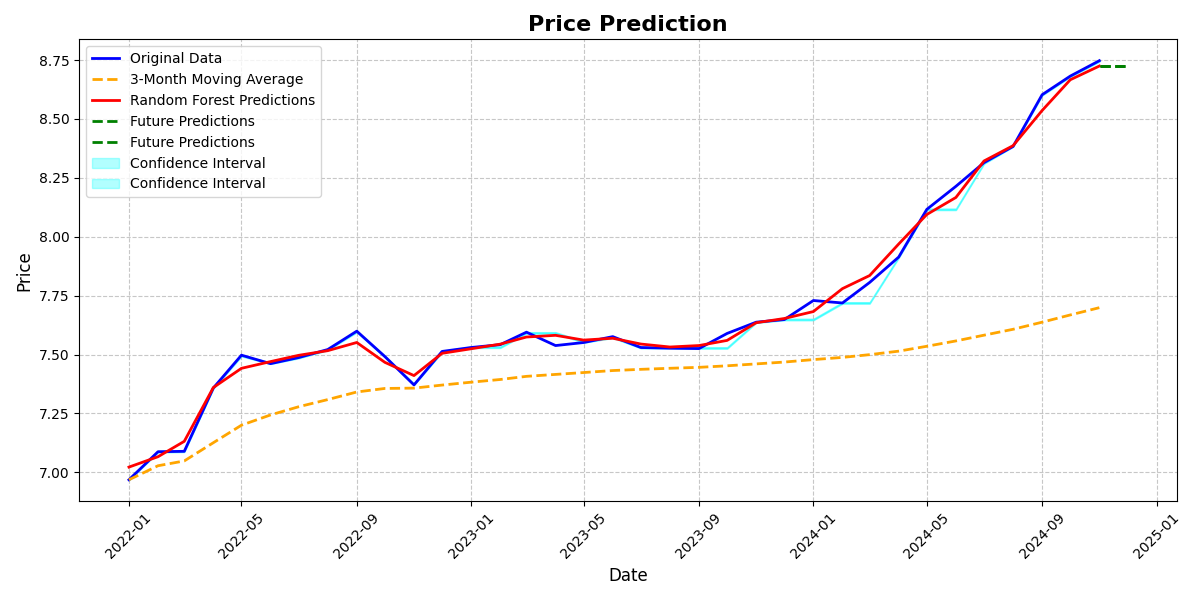 Price Prediction
Original Data
3-Month Moving Average
Random Forest Predictions
Future Predictions
Future Predictions
Confidence Interval
Confidence Interval
Price
8.75
8.50
8.25
8.00
7.75
7.50
7.25
7.00
2022-01
2022-05
2022-09
2023-01
2023-05
2023-09
2024-01
2024-05
2024-09
2025-01
Date